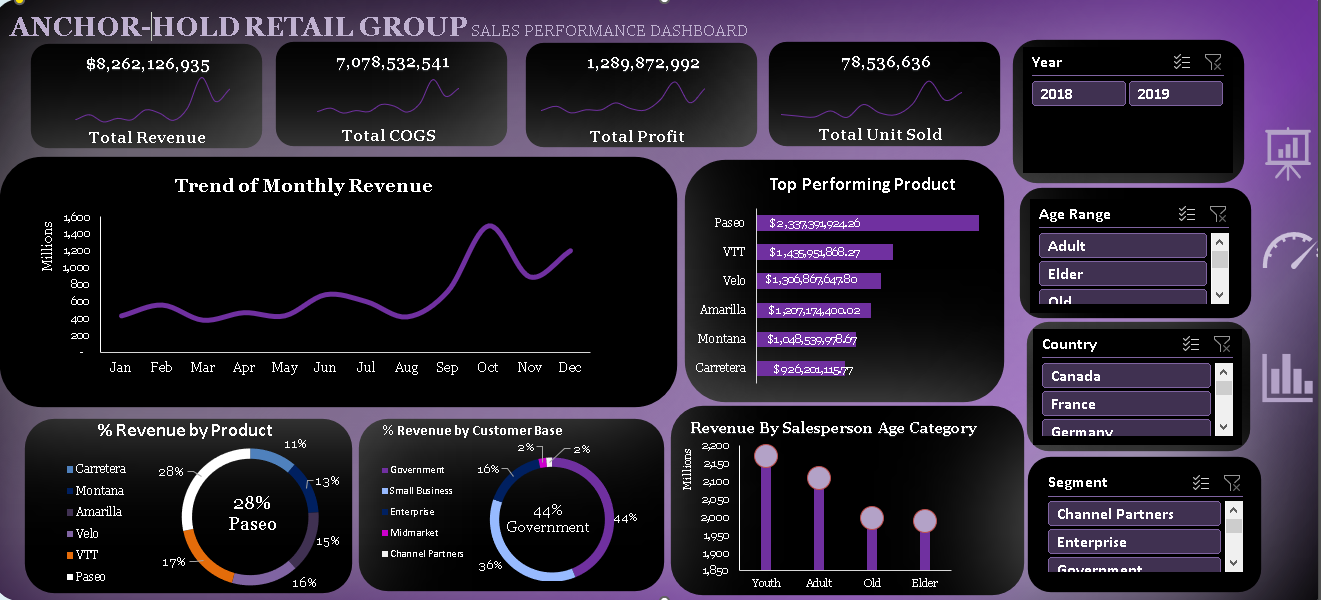 ANCHOR-HOLD RETAIL GROUP SALES PERFORMANCE DASHBOARD
$8,262,126,935
Total Revenue
7,078,532,541
Total COGS
1,289,872,992
Total Profit
78,536,636
Total Unit Sold
Year
2018 2019
Trend of Monthly Revenue
Millions
1,600
1,400
1,200
1,000
800
600
400
200
-
Jan Feb Mar Apr May Jun Jul Aug Sep Oct Nov Dec
Top Performing Product
Paseo $2,337,391,924.26
VTT $1,435,951,868.27
Velo $1,306,867,647.80
Amarilla $1,207,174,400.02
Montana $1,048,539,978.67
Carretera $926,201,115.77
Age Range
Adult
Elder
Old
Country
Canada
France
Germany
% Revenue by Product
Carretera
Montana
Amarilla
Velo
VTT
Paseo
11%
13%
15%
16%
17%
28%
28%
Paseo
% Revenue by Customer Base
Government
Small Business
Enterprise
Midmarket
Channel Partners
2%
2%
16%
44%
36%
44%
Government
Revenue By Salesperson Age Category
Millions
2,200
2,150
2,100
2,050
2,000
1,950
1,900
1,850
Youth Adult Old Elder
Segment
Channel Partners
Enterprise
Government